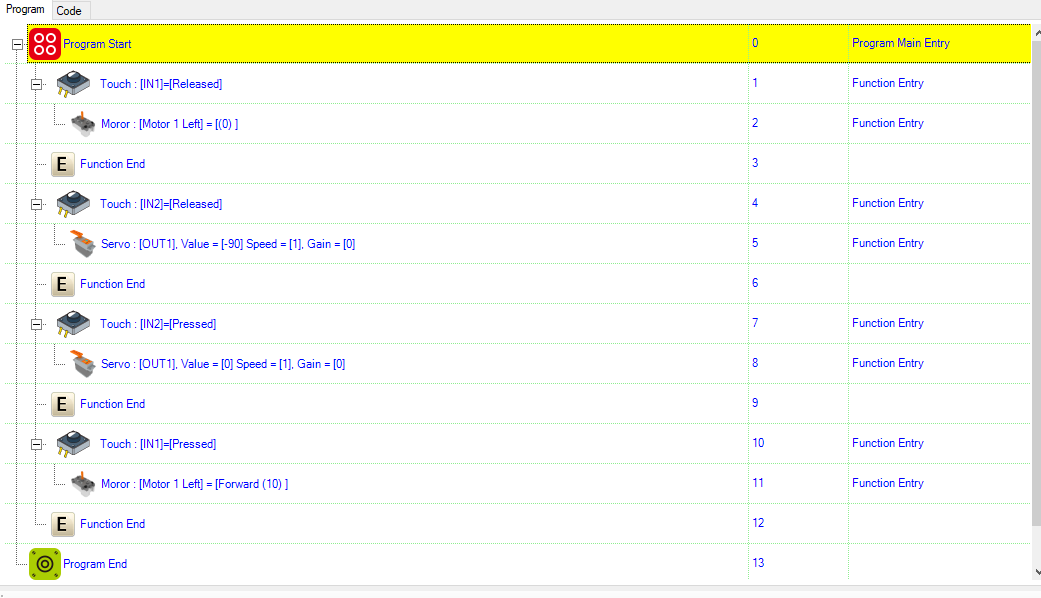 Program Code
Program Start 0 Program Main Entry
Touch : [IN1]=[Released] 1 Function Entry
Moror : [Motor 1 Left] = [(0) ] 2 Function Entry
E Function End 3
Touch : [IN2]=[Released] 4 Function Entry
Servo : [OUT1], Value = [-90] Speed = [1], Gain = [0] 5 Function Entry
E Function End 6
Touch : [IN2]=[Pressed] 7 Function Entry
Servo : [OUT1], Value = [0] Speed = [1], Gain = [0] 8 Function Entry
E Function End 9
Touch : [IN1]=[Pressed] 10 Function Entry
Moror : [Motor 1 Left] = [Forward (10) ] 11 Function Entry
E Function End 12
Program End 13